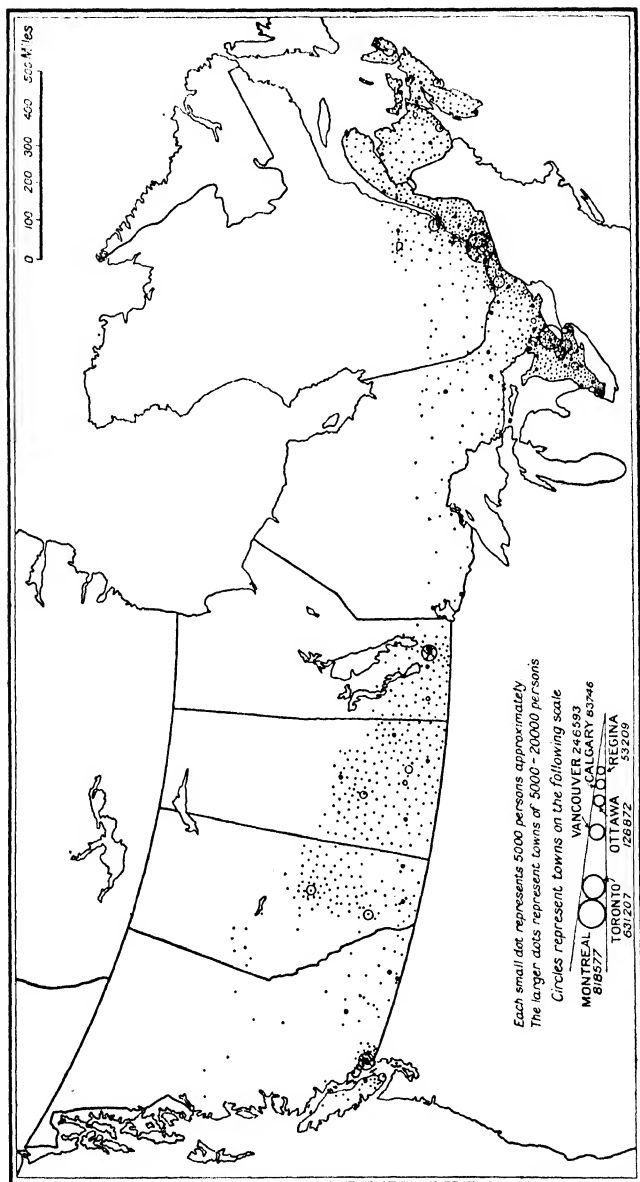 0 100 200 300 400 500 Miles
Each small dot represents 5000 persons approximately
The larger dots represent towns of 5000-20000 persons
Circles represent towns on the following scale
MONTREAL
818577
VANCOUVER 246593
CALGARY 83746
TORONTO
631207
OTTAWA
126872
REGINA
53209